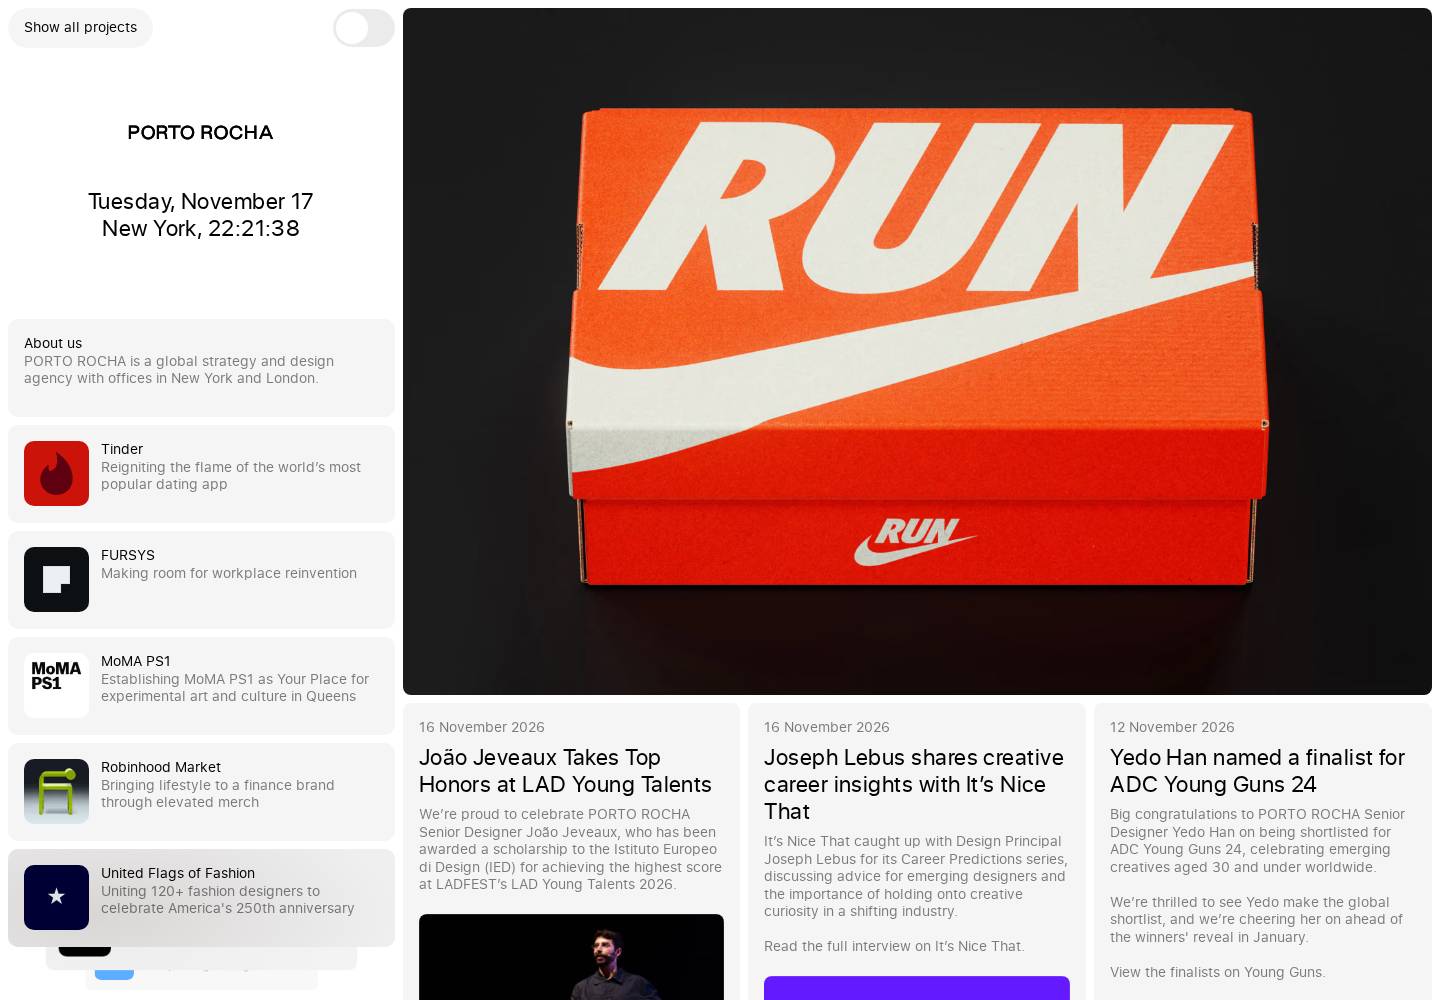 Show all projects
PORTO ROCHA
Tuesday, November 17
New York, 22:21:38
About us
PORTO ROCHA is a global strategy and design
agency with offices in New York and London.
Tinder
Reigniting the flame of the world’s most
popular dating app
FURSYS
Making room for workplace reinvention
MoMA
PS1
MoMA PS1
Establishing MoMA PS1 as Your Place for
experimental art and culture in Queens
Robinhood Market
Bringing lifestyle to a finance brand
through elevated merch
United Flags of Fashion
Uniting 120+ fashion designers to
celebrate America's 250th anniversary
RUN
RUN
16 November 2026
João Jeveaux Takes Top
Honors at LAD Young Talents
We’re proud to celebrate PORTO ROCHA
Senior Designer João Jeveaux, who has been
awarded a scholarship to the Istituto Europeo
di Design (IED) for achieving the highest score
at LADFEST’s LAD Young Talents 2026.
16 November 2026
Joseph Lebus shares creative
career insights with It’s Nice
That
It’s Nice That caught up with Design Principal
Joseph Lebus for its Career Predictions series,
discussing advice for emerging designers and
the importance of holding onto creative
curiosity in a shifting industry.
Read the full interview on It’s Nice That.
12 November 2026
Yedo Han named a finalist for
ADC Young Guns 24
Big congratulations to PORTO ROCHA Senior
Designer Yedo Han on being shortlisted for
ADC Young Guns 24, celebrating emerging
creatives aged 30 and under worldwide.
We’re thrilled to see Yedo make the global
shortlist, and we’re cheering her on ahead of
the winners' reveal in January.
View the finalists on Young Guns.